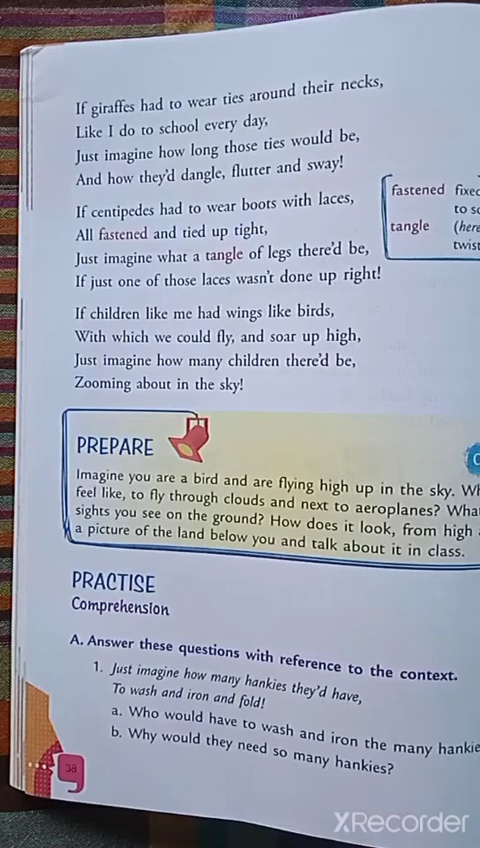 If giraffes had to wear ties around their necks,
Like I do to school every day,
Just imagine how long those ties would be,
And how they'd dangle, flutter and sway!
If centipedes had to wear boots with laces,
All fastened and tied up tight,
Just imagine what a tangle of legs there'd be,
If just one of those laces wasn't done up right!
fastened fixed
to
tangle (here
twist
If children like me had wings like birds,
With which we could fly, and soar up high,
Just imagine how many children there'd be,
Zooming about in the sky!
PREPARE
Imagine you are a bird and are flying high up in the sky.
feel like, to fly through clouds and next to aeroplanes?
sights you see on the ground? How does it look, from high
a picture of the land below you and talk about it in class.
PRACTISE
Comprehension
A. Answer these questions with reference to the context.
1. Just imagine how many hankies they'd have,
To wash and iron and fold!
a. Who would have to wash and iron the many hankie
b. Why would they need so many hankies?
38
XRecorder